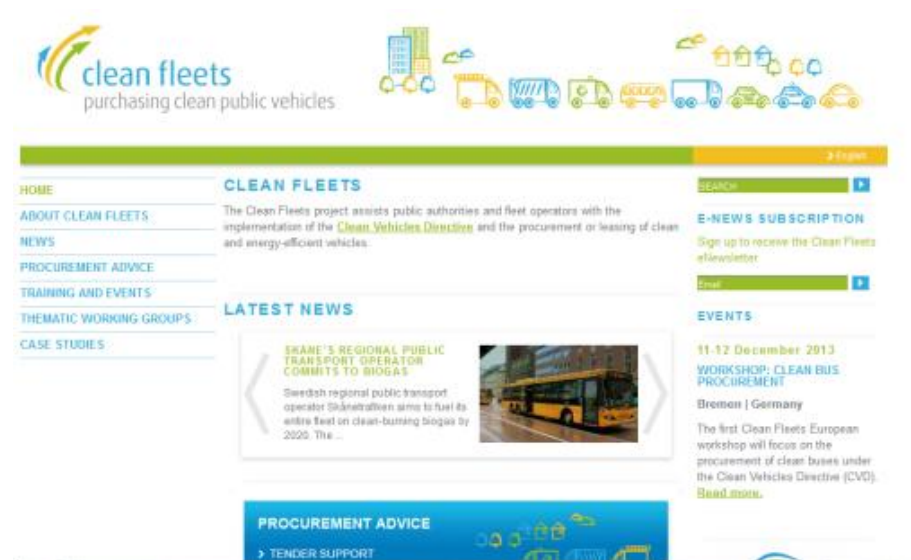 clean fleets
purchasing clean public vehicles
English
HOME
ABOUT CLEAN FLEETS
NEWS
PROCUREMENT ADVICE
TRAINING AND EVENTS
THEMATIC WORKING GROUPS
CASE STUDIES
CLEAN FLEETS
The Clean Fleets project assists public authorities and fleet operators with the
implementation of the Clean Vehicles Directive and the procurement or leasing of clean
and energy-efficient vehicles.
LATEST NEWS
SKANE'S REGIONAL PUBLIC
TRANSPORT OPERATOR
COMMITS TO BIOGAS
Swedish regional public transport
operator Skånetrafiken aims to fuel its
entire fleet on clean-burning biogas by
2020. The ...
PROCUREMENT ADVICE
TENDER SUPPORT
SEARCH
E-NEWS SUBSCRIPTION
Sign up to receive the Clean Fleets
eNewsletter
Email
EVENTS
11-12 December 2013
WORKSHOP: CLEAN BUS
PROCUREMENT
Bremen | Germany
The first Clean Fleets European
workshop will focus on the
procurement of clean buses under
the Clean Vehicles Directive (CVD).
Read more.